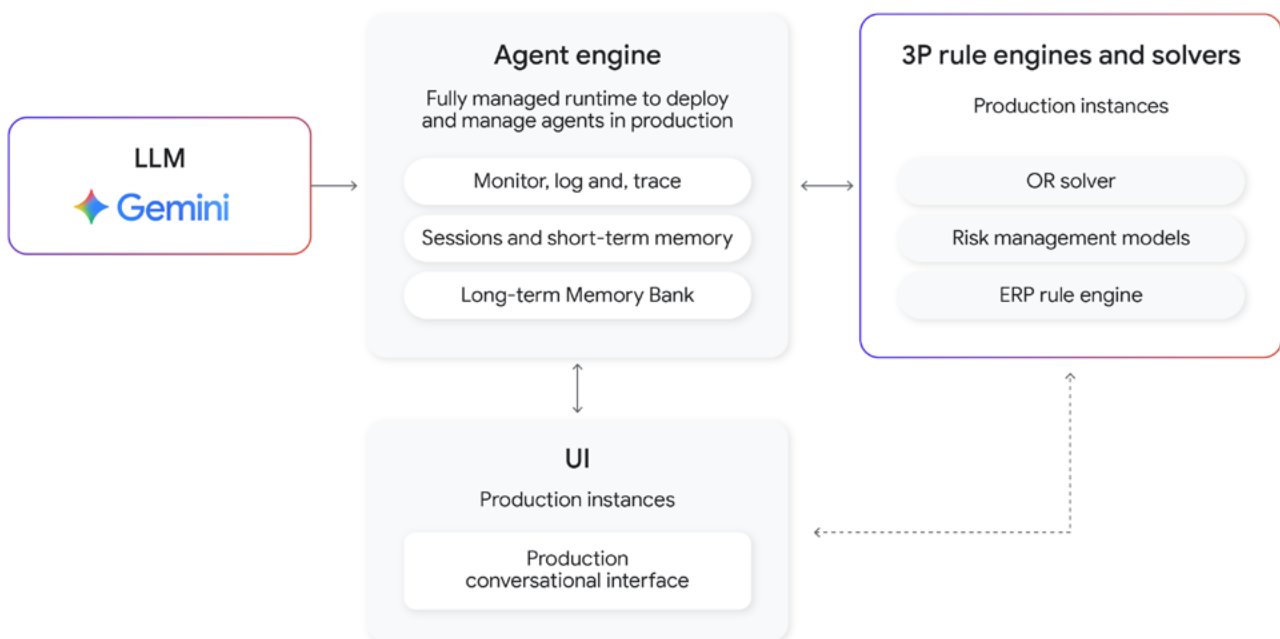 LLM
Gemini
Agent engine
Fully managed runtime to deploy
and manage agents in production
Monitor, log and, trace
Sessions and short-term memory
Long-term Memory Bank
3P rule engines and solvers
Production instances
OR solver
Risk management models
ERP rule engine
UI
Production instances
Production
conversational interface